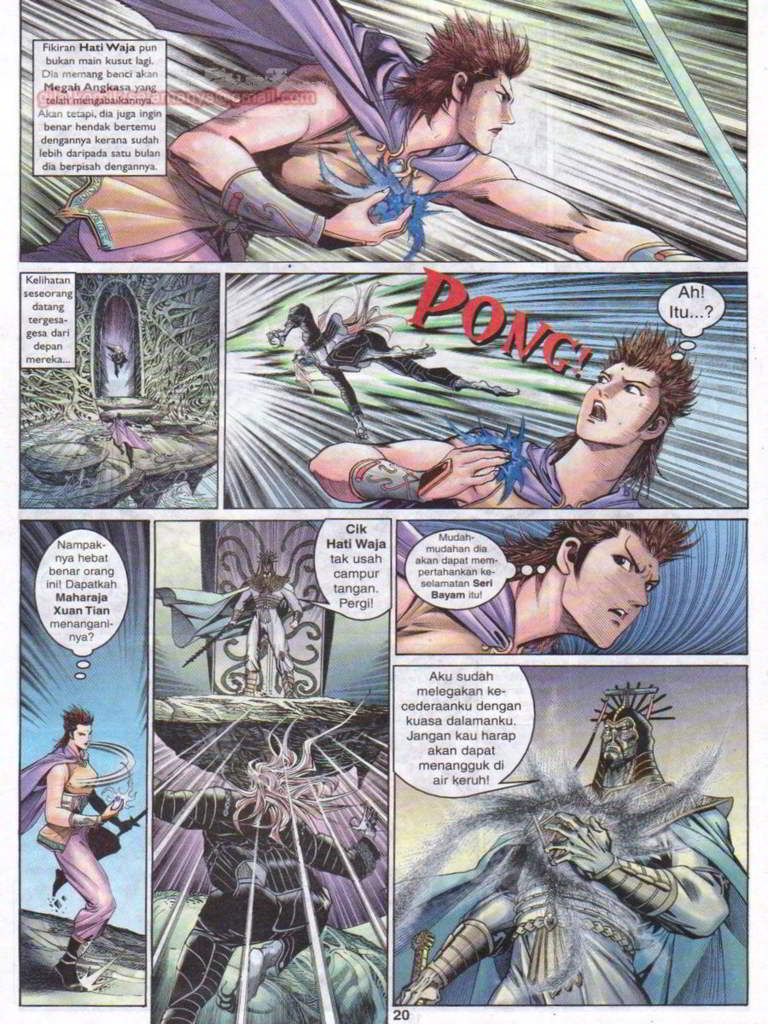 Fikiran Hati Waja pun
bukan main kusut lagi.
Dia memang benci akan
Megah Angkasa yang
telah mengabaikannya.
Akan tetapi, dia juga ingin
benar hendak bertemu
dengannya kerana sudah
lebih daripada satu bulan
dia berpisah dengannya.
Kelihatan
seseorang
datang
tergesa-
gesa dari
depan
mereka...
PONG!
Ah!
Itu...?
Nampak-
nya hebat
benar orang
ini! Dapatkah
Maharaja
Xuan Tian
menangani-
nya?
Cik
Hati Waja
tak usah
campur
tangan.
Pergi!
Mudah-
mudahan dia
akan dapat mem-
pertahankan ke-
selamatan Seri
Bayam itu!
Aku sudah
melegakan ke-
cederaanku dengan
kuasa dalamanku.
Jangan kau harap
akan dapat
menangguk di
air keruh!
20